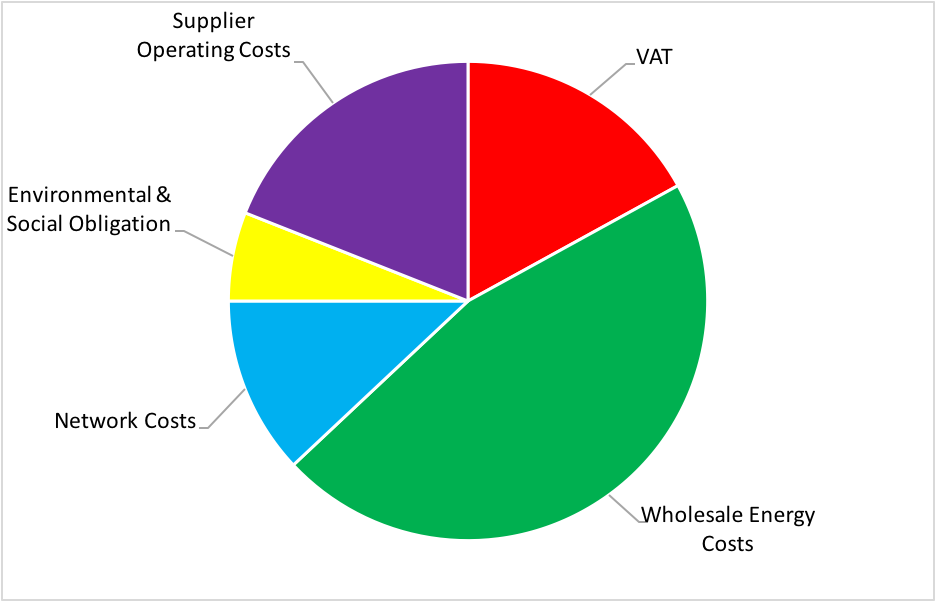 Supplier
Operating Costs
VAT
Environmental &
Social Obligation
Network Costs
Wholesale Energy
Costs